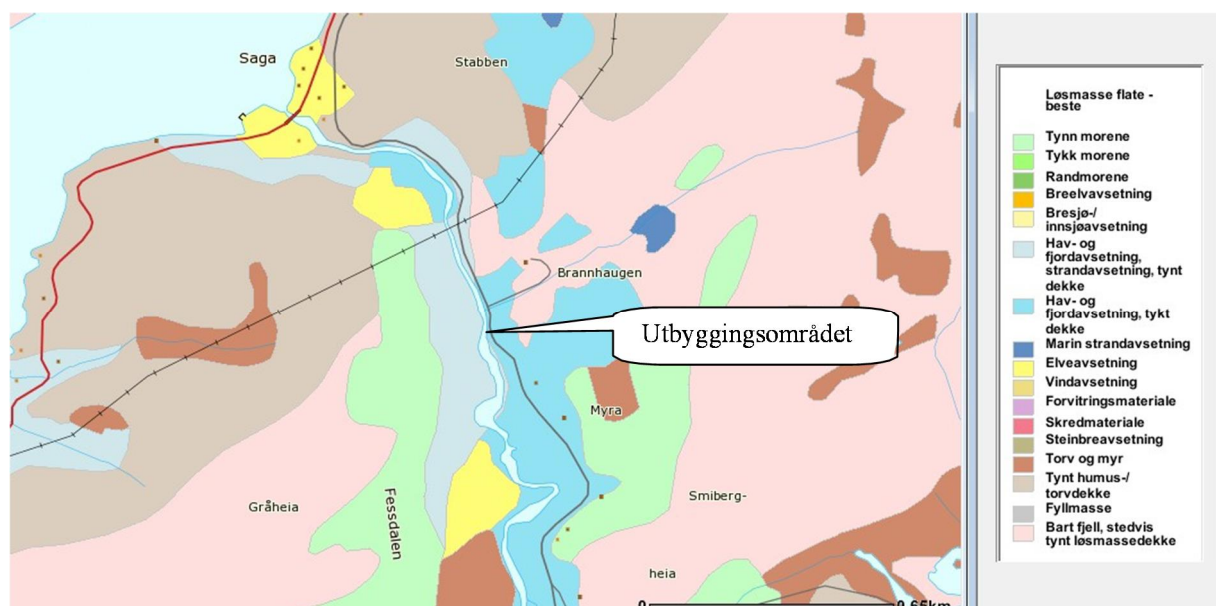 Saga
Stabben
Brannhaugen
Utbyggingsområdet
Myra
Gråheia
Fessdalen
Smiberg-
heia
0
0.65km
Løsmasse flate -
beste
Tynn morene
Tykk morene
Randmorene
Breelvavsetning
Bresjø-/
innsjøavsetning
Hav- og
fjordavsetning,
strandavsetning, tynt
dekke
Hav- og
fjordavsetning, tykt
dekke
Marin strandavsetning
Elveavsetning
Vindavsetning
Forvitringsmateriale
Skredmateriale
Steinbreavsetning
Torv og myr
Tynt humus-/
torvdekke
Fyllmasse
Bart fjell, stedvis
tynt løsmassedekke